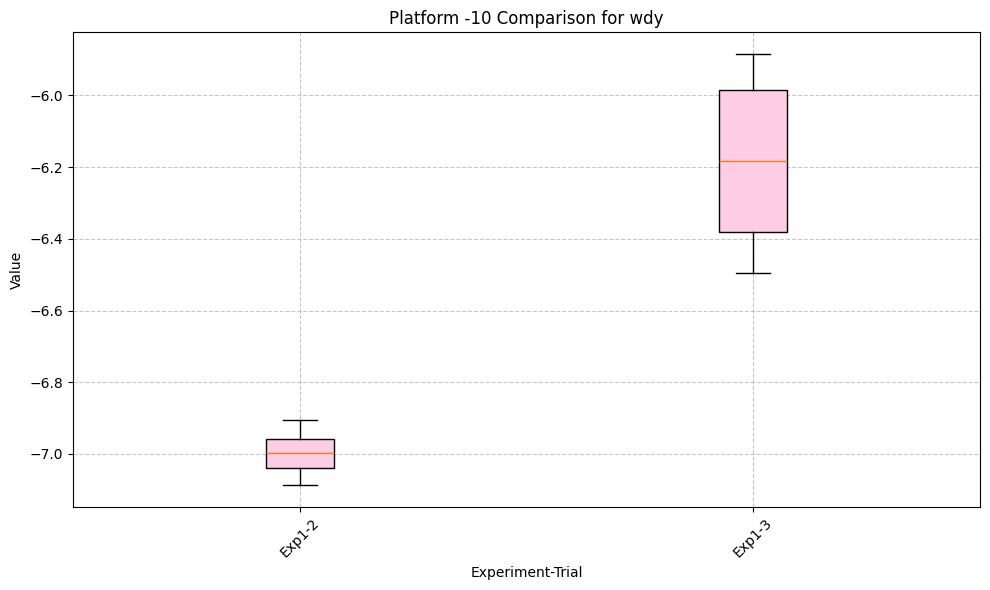 Platform -10 Comparison for wdy
Value
−6.0
−6.2
−6.4
−6.6
−6.8
−7.0
Exp1-2
Exp1-3
Experiment-Trial